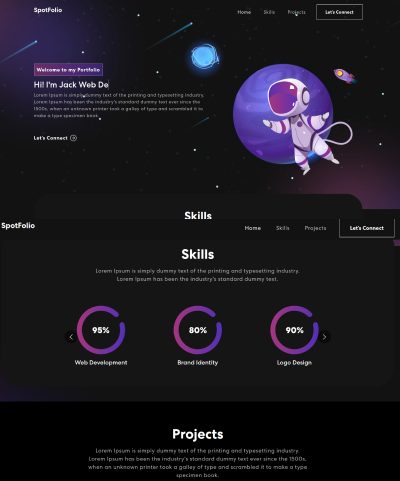 SpotFolio
Home Skills Projects Let's Connect
Welcome to my Portfolio
Hi! I'm Jack Web De
Lorem Ipsum is simply dummy text of the printing and typesetting industry.
Lorem Ipsum has been the industry's standard dummy text ever since the
1500s, when an unknown printer took a galley of type and scrambled it to
make a type specimen book.
Let's Connect
Skills
SpotFolio
Home Skills Projects Let's Connect
Skills
Lorem Ipsum is simply dummy text of the printing and typesetting industry.
Lorem Ipsum has been the industry's standard dummy text.
95% 80% 90%
Web Development Brand Identity Logo Design
Projects
Lorem Ipsum is simply dummy text of the printing and typesetting industry.
Lorem Ipsum has been the industry's standard dummy text ever since the 1500s,
when an unknown printer took a galley of type and scrambled it to make a type
specimen book.